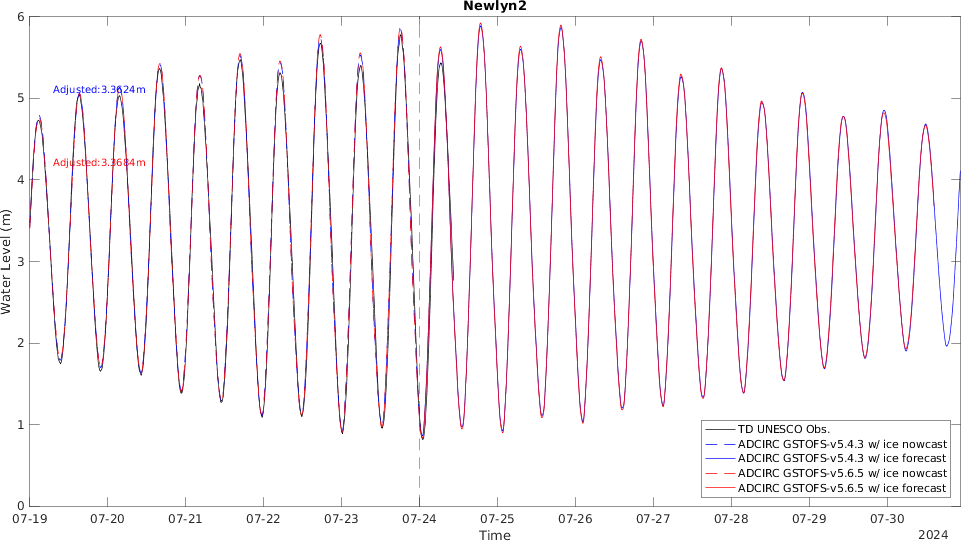 Newlyn2
6
5
4
3
2
1
0
Water Level (m)
Adjusted:3.3624m
Adjusted:3.3684m
TD UNESCO Obs.
ADCIRC GSTOFS-v5.4.3 w/ ice nowcast
ADCIRC GSTOFS-v5.4.3 w/ ice forecast
ADCIRC GSTOFS-v5.6.5 w/ ice nowcast
ADCIRC GSTOFS-v5.6.5 w/ ice forecast
07-19 07-20 07-21 07-22 07-23 07-24 07-25 07-26 07-27 07-28 07-29 07-30
Time
2024